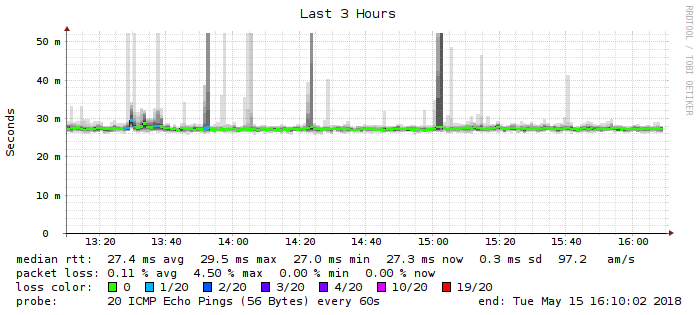 Last 3 Hours
RRDTOOL / TOBI OETIKER
Seconds
50 m
40 m
30 m
20 m
10 m
0
13:20 13:40 14:00 14:20 14:40 15:00 15:20 15:40 16:00
median rtt: 27.4 ms avg 29.5 ms max 27.0 ms min 27.3 ms now 0.3 ms sd 97.2 am/s
packet loss: 0.11 % avg 4.50 % max 0.00 % min 0.00 % now
loss color: 0 1/20 2/20 3/20 4/20 10/20 19/20
probe: 20 ICMP Echo Pings (56 Bytes) every 60s end: Tue May 15 16:10:02 2018